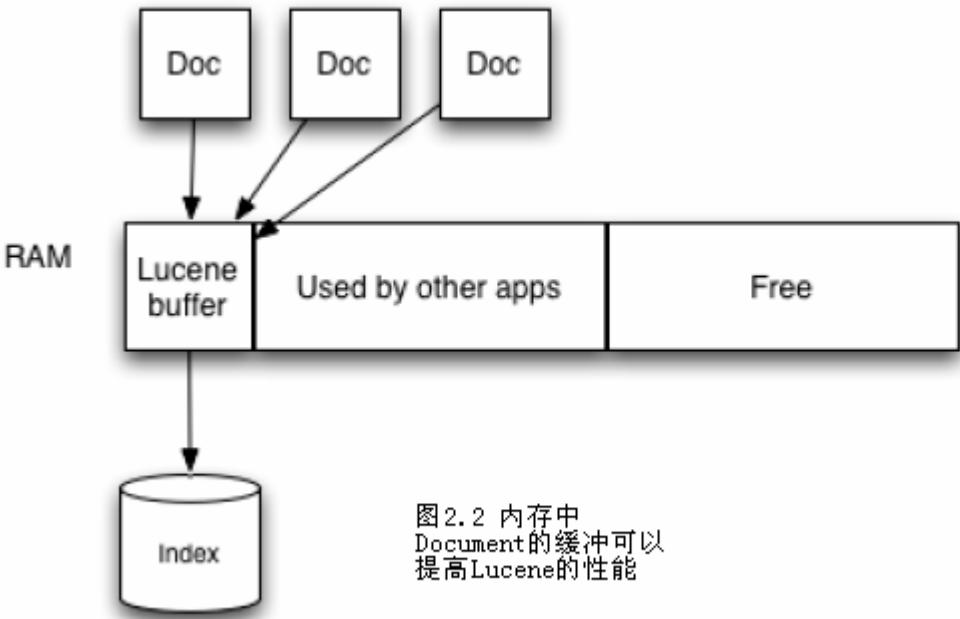 Doc
Doc
Doc
RAM
Lucene
buffer
Used by other apps
Free
Index
图2.2 内存中
Document的缓冲可以
提高Lucene的性能